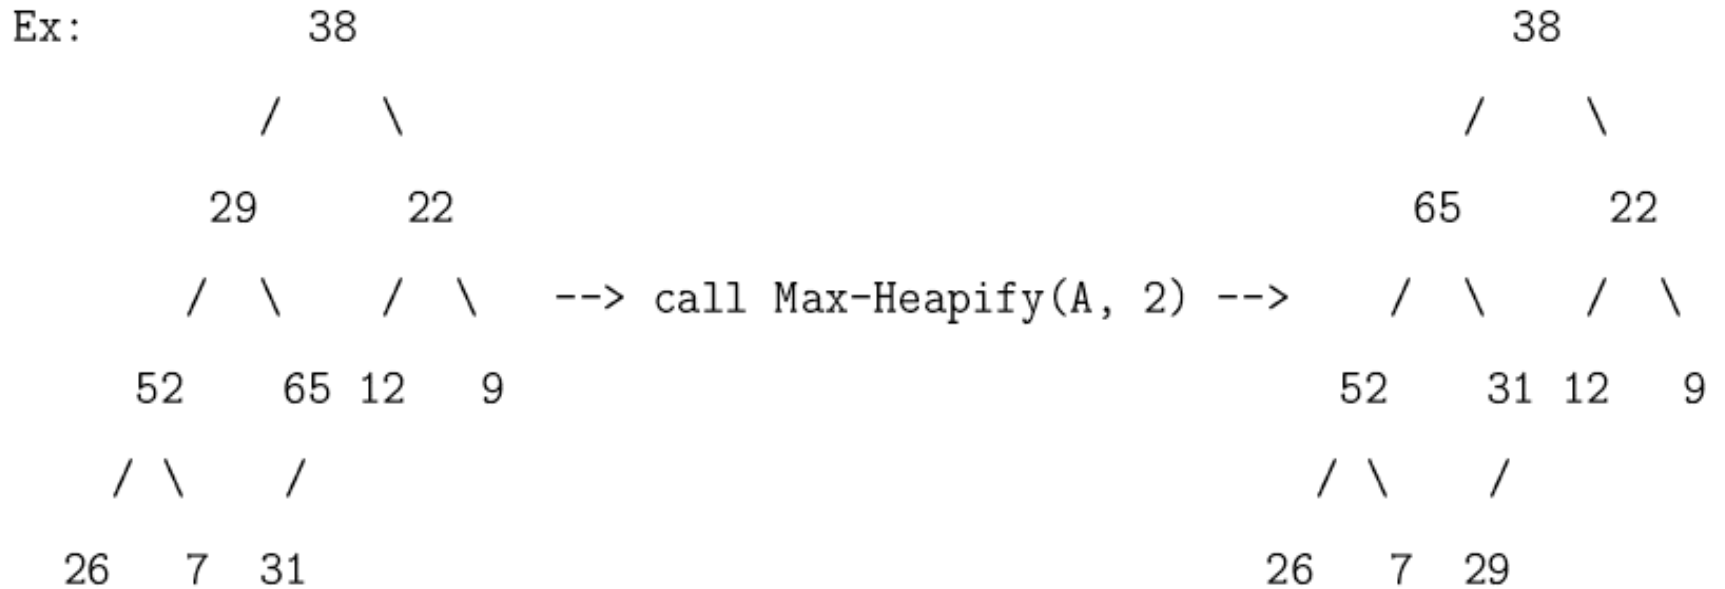 Ex: 38 38
/ \ / \
29 22 65 22
/ \ / \ --> call Max-Heapify(A, 2) --> / \ / \
52 65 12 9 52 31 12 9
/ \ / / \ /
26 7 31 26 7 29